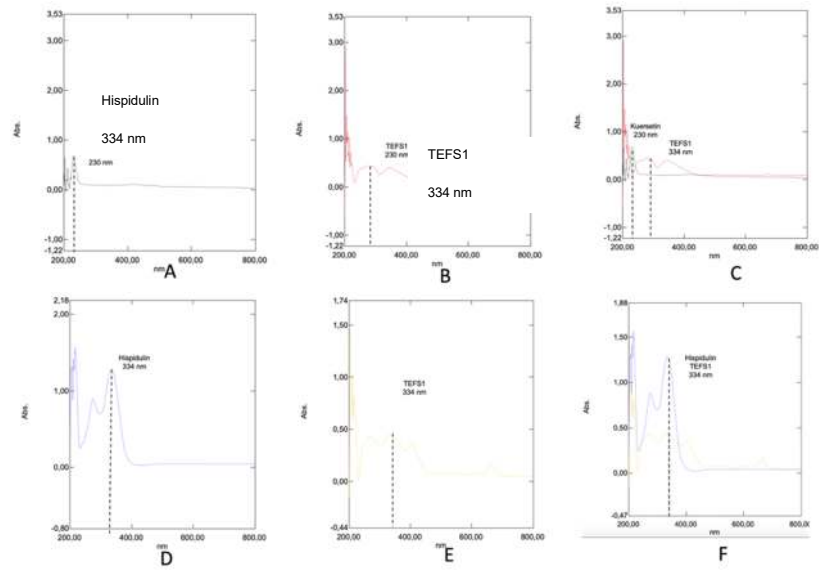 3,53
3,00
2,00
1,00
0,00
-1,00
-1,22
Abs.
Hispidulin
334 nm
230 nm
200,00 400,00 600,00 800,00
nm
A
3,53
3,00
2,00
1,00
0,00
-1,00
-1,22
Abs.
TEFS1
230 nm
TEFS1
334 nm
200,00 400,00 600,00 800,00
nm
B
3,53
3,00
2,00
1,00
0,00
-1,00
-1,22
Abs.
Kuersetin
230 nm
TEFS1
334 nm
200,00 400,00 600,00 800,00
nm
C
2,18
2,00
1,00
0,00
-0,80
Abs.
Hispidulin
334 nm
200,00 400,00 600,00 800,00
nm
D
1,74
1,50
1,00
0,50
0,00
-0,44
Abs.
TEFS1
334 nm
200,00 400,00 600,00 800,00
nm
E
1,50
1,00
0,50
0,00
-0,47
Abs.
Hispidulin
TEFS1
334 nm
200,00 400,00 600,00 800,00
nm
F